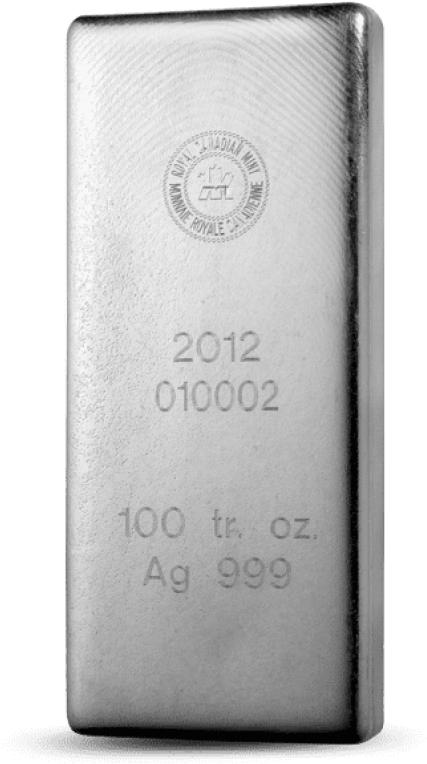 ROYAL CANADIAN MINT
MONNAIE ROYALE CANADIENNE
2012
010002
100 tr. oz.
Ag 999